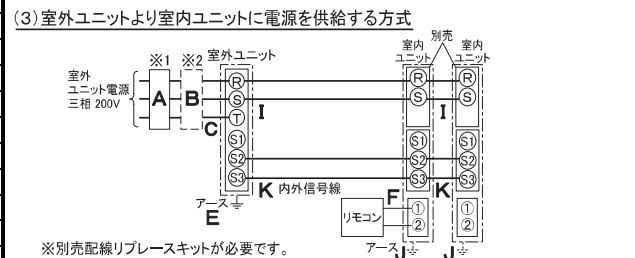 (3)室外ユニットより室内ユニットに電源を供給する方式
別売
※1 ※2 室外ユニット 室内 室内
ユニット ユニット
室外
ユニット電源
三相 200V
A B C
R R R
S I S I S
T
S1 S1 S1
S2 S2 S2
S3 S3 S3
K 内外信号線 F K
アース
E
リモコン
① ①
② ②
※別売配線リプレースキットが必要です。
アース J J